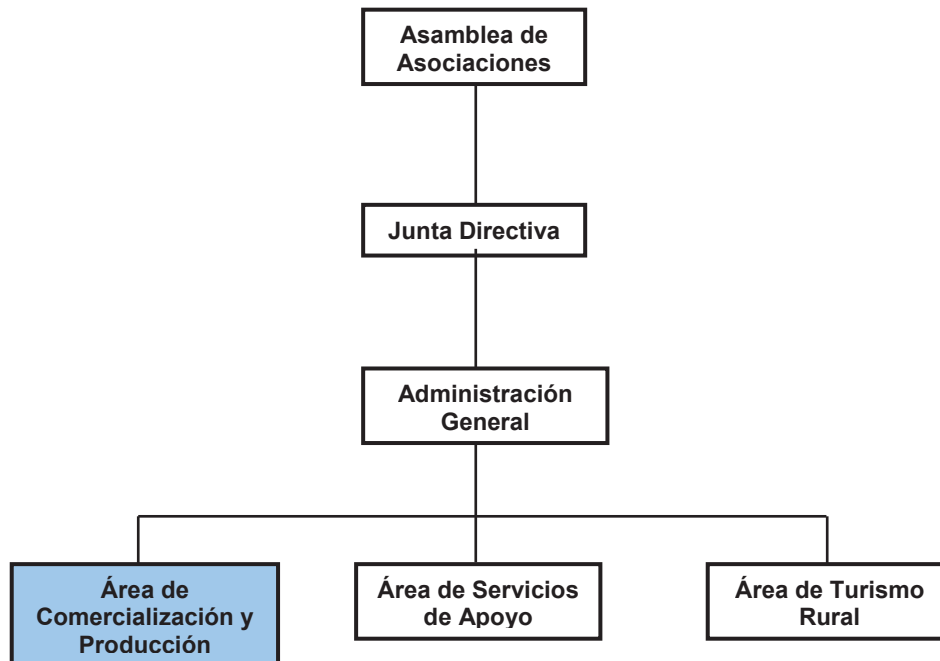 Asamblea de
Asociaciones
Junta Directiva
Administración
General
Área de
Comercialización y
Producción
Área de Servicios
de Apoyo
Área de Turismo
Rural